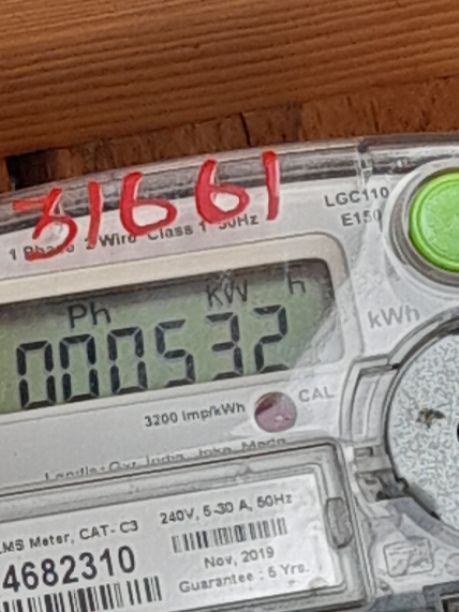 31661
LGC110
E150
1 Phase 2 Wire Class 1 50Hz
Ph KW h
000532
kWh
3200 Imp/kWh
CAL
LMS Meter, CAT- C3
240V, 5-30 A, 50Hz
4682310
Nov, 2019
Guarantee : 5 Yrs.